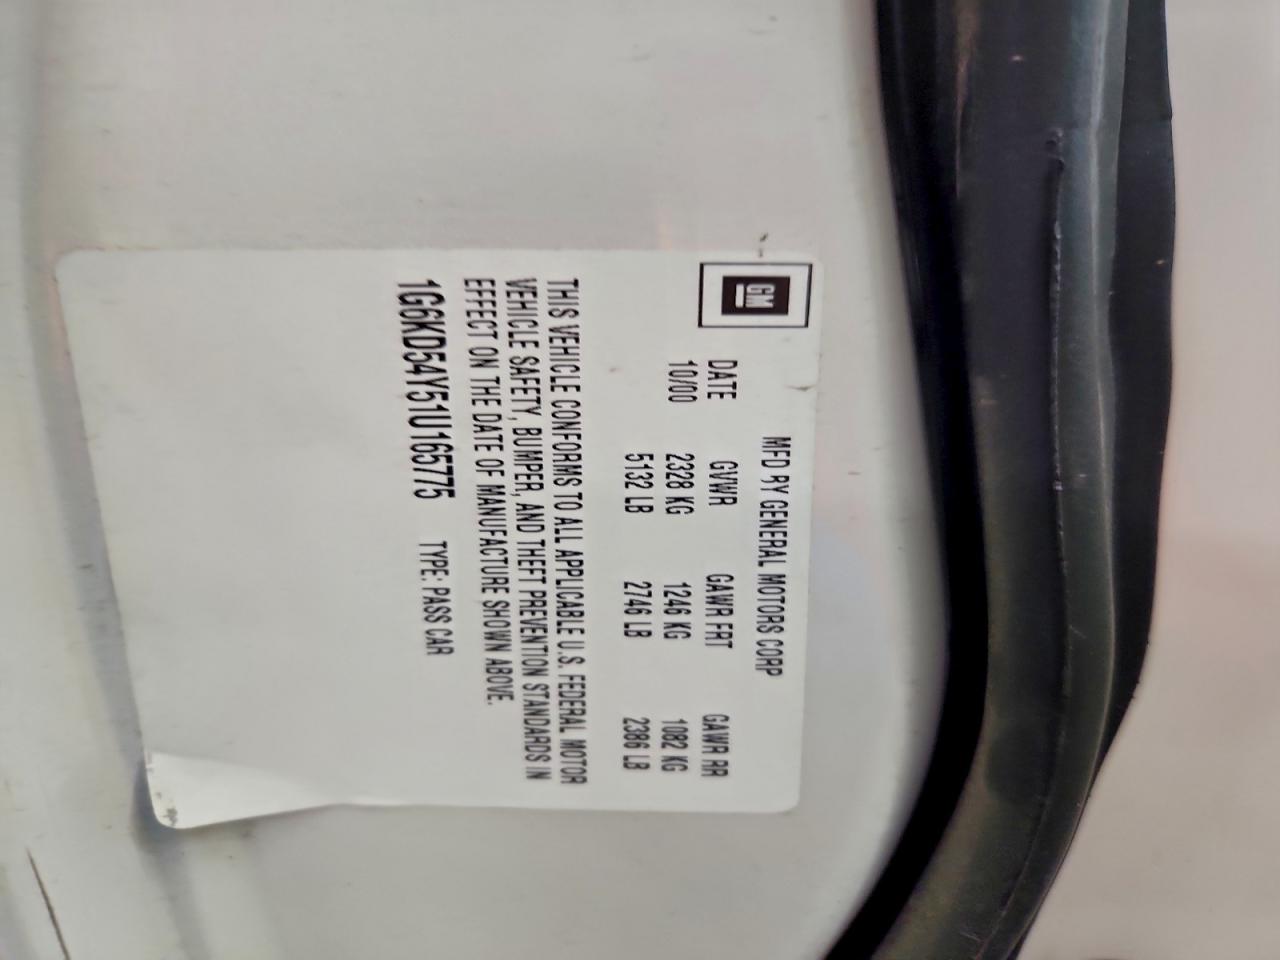 GM
MFD BY GENERAL MOTORS CORP
DATE GVWR GAWR FRT GAWR RR
10/00 2328 KG 1246 KG 1082 KG
5132 LB 2746 LB 2386 LB
THIS VEHICLE CONFORMS TO ALL APPLICABLE U.S. FEDERAL MOTOR
VEHICLE SAFETY, BUMPER, AND THEFT PREVENTION STANDARDS IN
EFFECT ON THE DATE OF MANUFACTURE SHOWN ABOVE.
1G6KD54Y51U165775 TYPE: PASS CAR